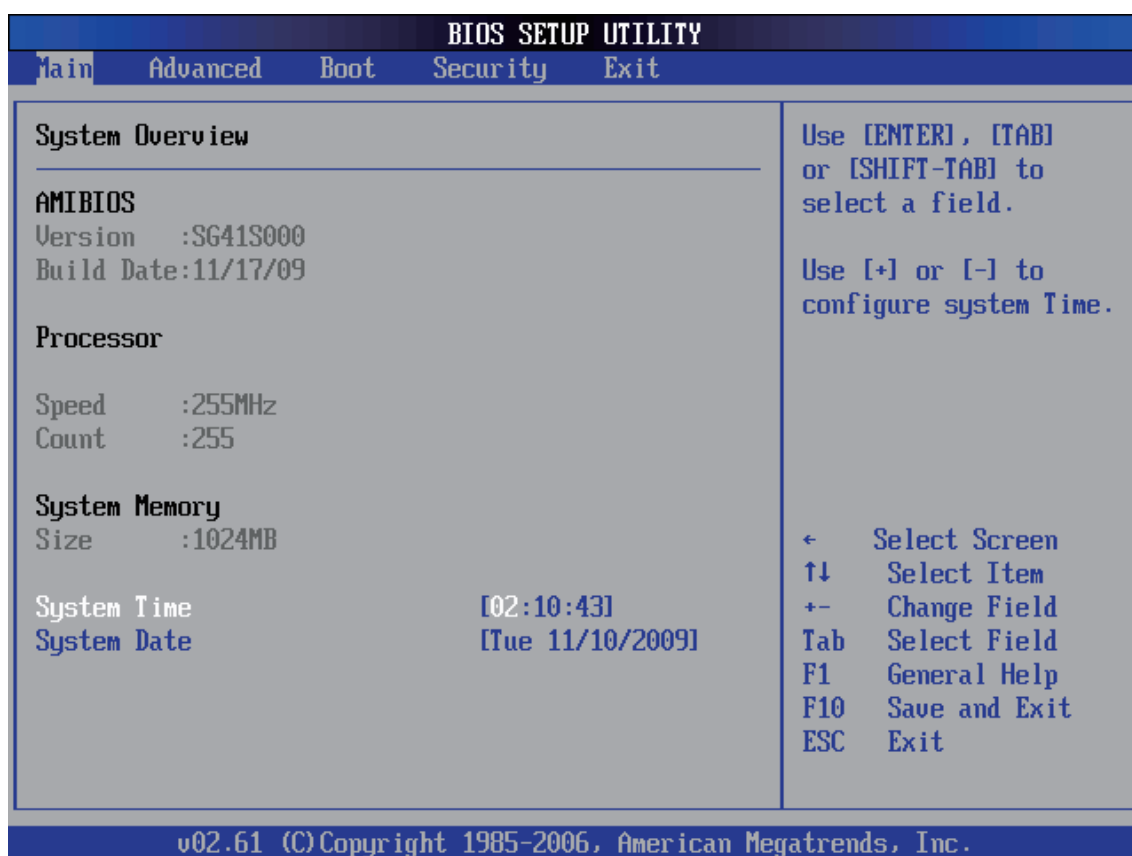 BIOS SETUP UTILITY
Main Advanced Boot Security Exit
System Overview
AMIBIOS
Version :SG41S000
Build Date:11/17/09
Processor
Speed :255MHz
Count :255
System Memory
Size :1024MB
System Time [02:10:43]
System Date [Tue 11/10/2009]
Use [ENTER], [TAB]
or [SHIFT-TAB] to
select a field.
Use [+] or [-] to
configure system Time.
← Select Screen
↑↓ Select Item
+- Change Field
Tab Select Field
F1 General Help
F10 Save and Exit
ESC Exit
v02.61 (C)Copyright 1985-2006, American Megatrends, Inc.